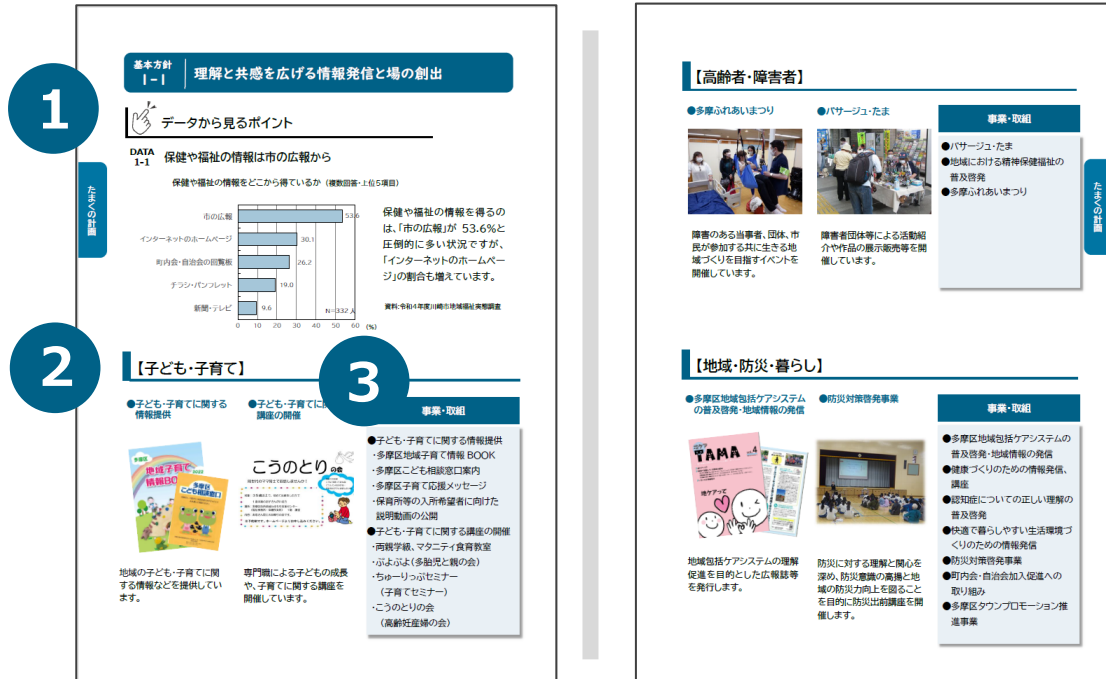 1
基本方針
1-1
理解と共感を広げる情報発信と場の創出
データから見るポイント
DATA
1-1
保健や福祉の情報は市の広報から
保健や福祉の情報をどこから得ているか（複数回答・上位5項目）
市の広報
53.6
インターネットのホームページ
30.1
町内会・自治会の回覧板
26.2
チラシ・パンフレット
19.0
新聞・テレビ
9.6
N=332 人
0 10 20 30 40 50 60 (%)
保健や福祉の情報を得るの
は、「市の広報」が 53.6%と
圧倒的に多い状況ですが、
「インターネットのホームペー
ジ」の割合も増えています。
資料:令和4年度川崎市地域福祉実態調査
たまくの計画
2
【子ども・子育て】
3
●子ども・子育てに関する
情報提供
多摩区
地域子育て
情報BO
多摩区
こども相談窓口
地域の子ども・子育てに関
する情報などを提供してい
ます。
●子ども・子育てに
講座の開催
こうのとりの会
専門職による子どもの成長
や、子育てに関する講座を
開催しています。
事業・取組
●子ども・子育てに関する情報提供
・多摩区地域子育て情報 BOOK
・多摩区こども相談窓口案内
・多摩区子育て応援メッセージ
・保育所等の入所希望者に向けた
説明動画の公開
●子ども・子育てに関する講座の開催
・両親学級、マタニティ食育教室
・ぷよぷよ(多胎児と親の会)
・ちゅーりっぷセミナー
(子育てセミナー)
・こうのとりの会
(高齢妊産婦の会)
【高齢者・障害者】
●多摩ふれあいまつり
障害のある当事者、団体、市
民が参加する共に生きる地
域づくりを目指すイベントを
開催しています。
●パサージュ・たま
障害者団体等による活動紹
介や作品の展示販売等を開
催しています。
事業・取組
●パサージュ・たま
●地域における精神保健福祉の
普及啓発
●多摩ふれあいまつり
たまくの計画
【地域・防災・暮らし】
●多摩区地域包括ケアシステム
の普及啓発・地域情報の発信
TAMA
地ケアって
地域包括ケアシステムの理解
促進を目的とした広報誌等
を発行します。
●防災対策啓発事業
防災に対する理解と関心を
深め、防災意識の高揚と地
域の防災力向上を図ること
を目的に防災出前講座を開
催します。
事業・取組
●多摩区地域包括ケアシステムの
普及啓発・地域情報の発信
●健康づくりのための情報発信、
講座
●認知症についての正しい理解の
普及啓発
●快適で暮らしやすい生活環境づ
くりのための情報発信
●防災対策啓発事業
●町内会・自治会加入促進への
取り組み
●多摩区タウンプロモーション推
進事業